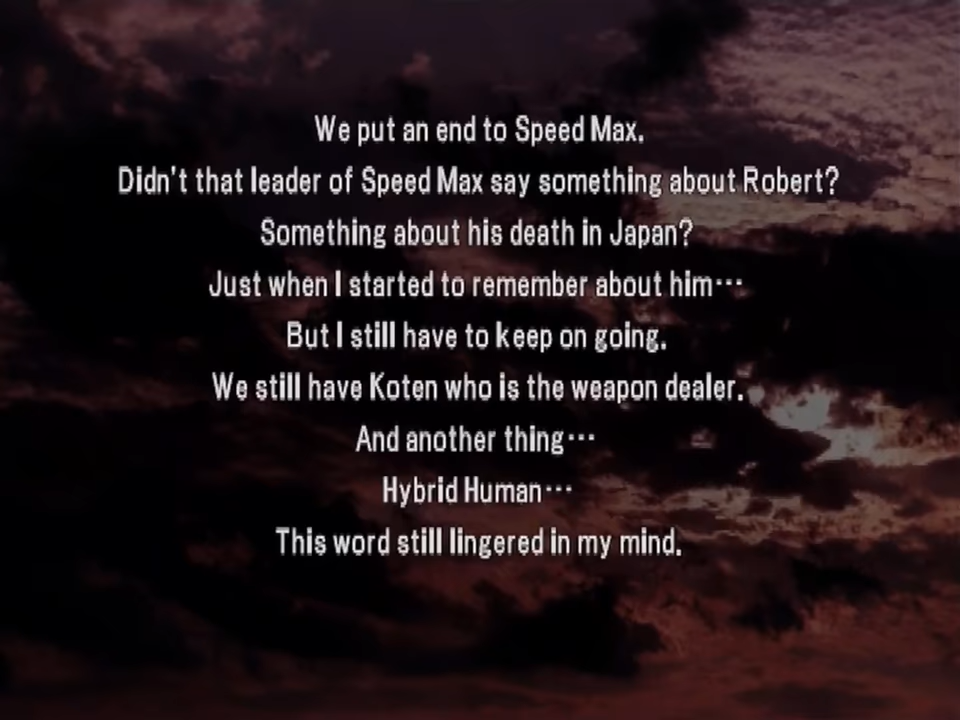 We put an end to Speed Max.
Didn't that leader of Speed Max say something about Robert?
Something about his death in Japan?
Just when I started to remember about him···
But I still have to keep on going.
We still have Koten who is the weapon dealer.
And another thing···
Hybrid Human···
This word still lingered in my mind.